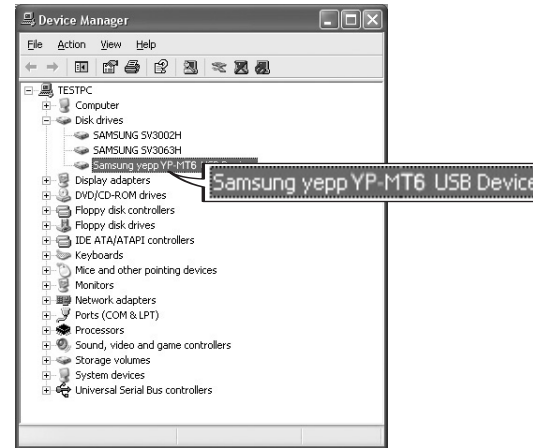 Device Manager
File Action View Help
TESTPC
Computer
Disk drives
SAMSUNG SV3002H
SAMSUNG SV3063H
Samsung yepp YP-MT6 USB Device
Samsung yepp YP-MT6 USB Device
Display adapters
DVD/CD-ROM drives
Floppy disk controllers
Floppy disk drives
IDE ATA/ATAPI controllers
Keyboards
Mice and other pointing devices
Monitors
Network adapters
Ports (COM & LPT)
Processors
Sound, video and game controllers
Storage volumes
System devices
Universal Serial Bus controllers